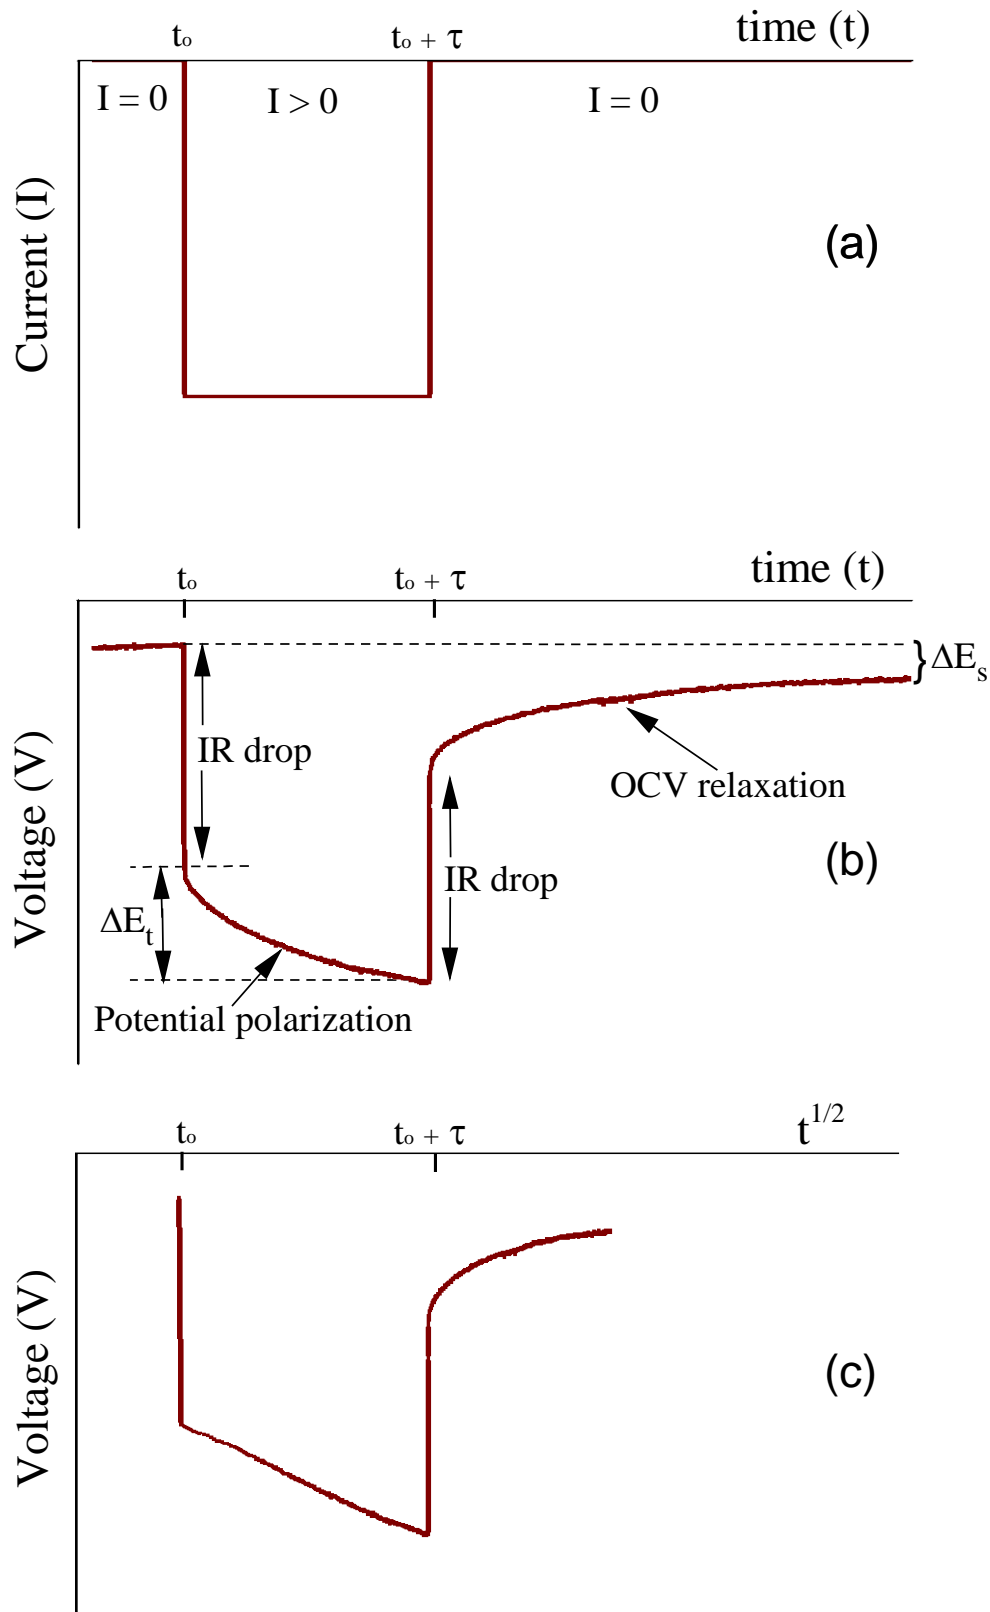 tₒ tₒ + τ time (t)
I = 0 I > 0 I = 0
Current (I)
(a)
tₒ tₒ + τ time (t)
ΔEₛ
IR drop
OCV relaxation
Voltage (V)
(b)
IR drop
ΔEₜ
Potential polarization
tₒ tₒ + τ t^1/2
Voltage (V)
(c)